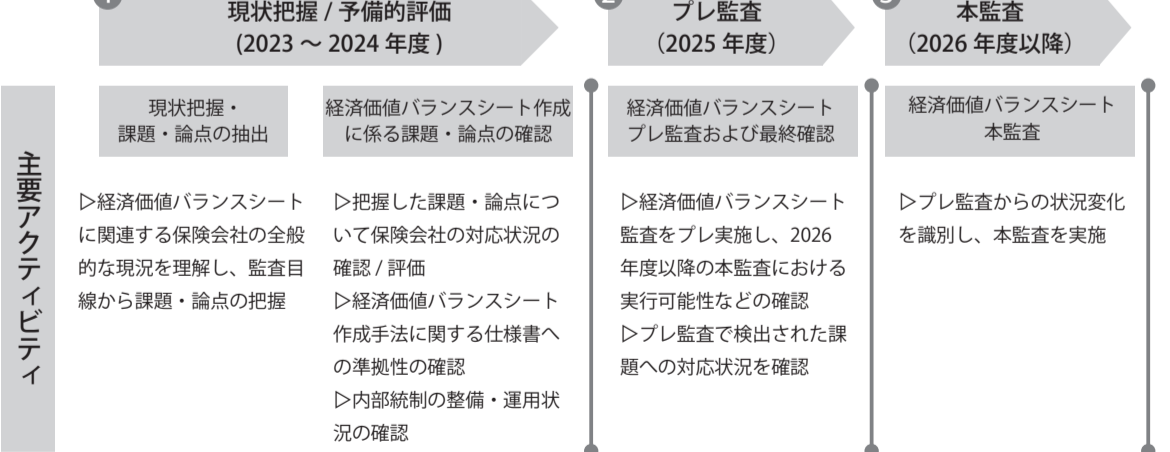 1
現状把握 / 予備的評価
(2023 ～ 2024 年度 )
2
プレ監査
（2025 年度）
3
本監査
（2026 年度以降）
主要アクティビティ
現状把握・
課題・論点の抽出
▷経済価値バランスシート
に関連する保険会社の全般
的な現況を理解し、監査目
線から課題・論点の把握
経済価値バランスシート作成
に係る課題・論点の確認
▷把握した課題・論点につ
いて保険会社の対応状況の
確認 / 評価
▷経済価値バランスシート
作成手法に関する仕様書へ
の準拠性の確認
▷内部統制の整備・運用状
況の確認
経済価値バランスシート
プレ監査および最終確認
▷経済価値バランスシート
監査をプレ実施し、2026
年度以降の本監査における
実行可能性などの確認
▷プレ監査で検出された課
題への対応状況を確認
経済価値バランスシート
本監査
▷プレ監査からの状況変化
を識別し、本監査を実施